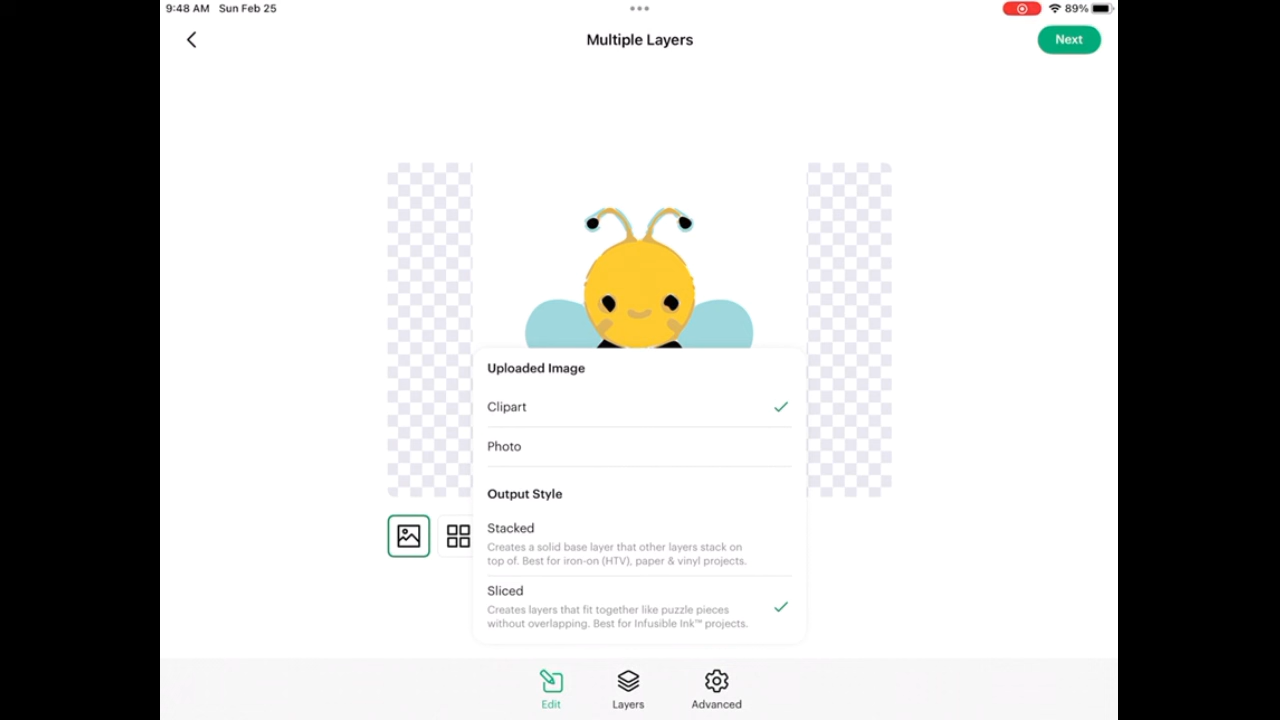 9:48 AM Sun Feb 25
89%
Multiple Layers
Next
Uploaded Image
Clipart
Photo
Output Style
Stacked
Creates a solid base layer that other layers stack on
top of. Best for iron-on (HTV), paper & vinyl projects.
Sliced
Creates layers that fit together like puzzle pieces
without overlapping. Best for Infusible Ink™ projects.
Edit
Layers
Advanced